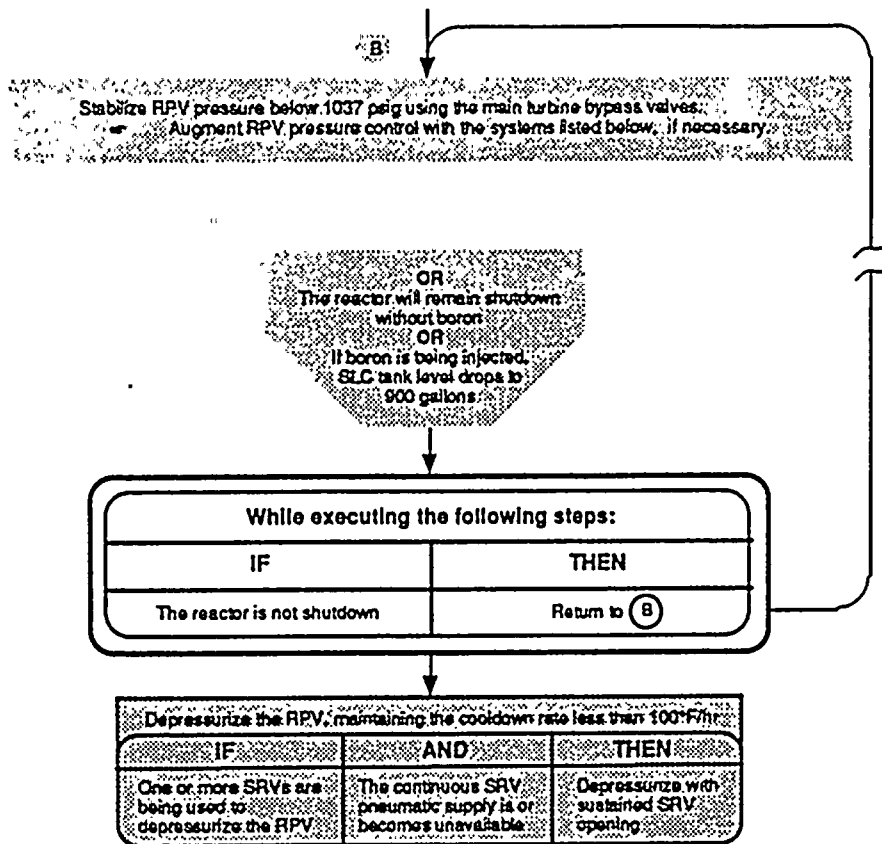 B
Stabilize RPV pressure below 1037 psig using the main turbine bypass valves.
Augment RPV pressure control with the systems listed below, if necessary.
OR
The reactor will remain shutdown
without boron
OR
If boron is being injected,
SLC tank level drops to
900 gallons
While executing the following steps:
IF THEN
The reactor is not shutdown Return to B
Depressurize the RPV, maintaining the cooldown rate less than 100°F/hr
IF AND THEN
One or more SRVs are The continuous SRV Depressurize with
being used to pneumatic supply is or sustained SRV
depressurize the RPV becomes unavailable opening